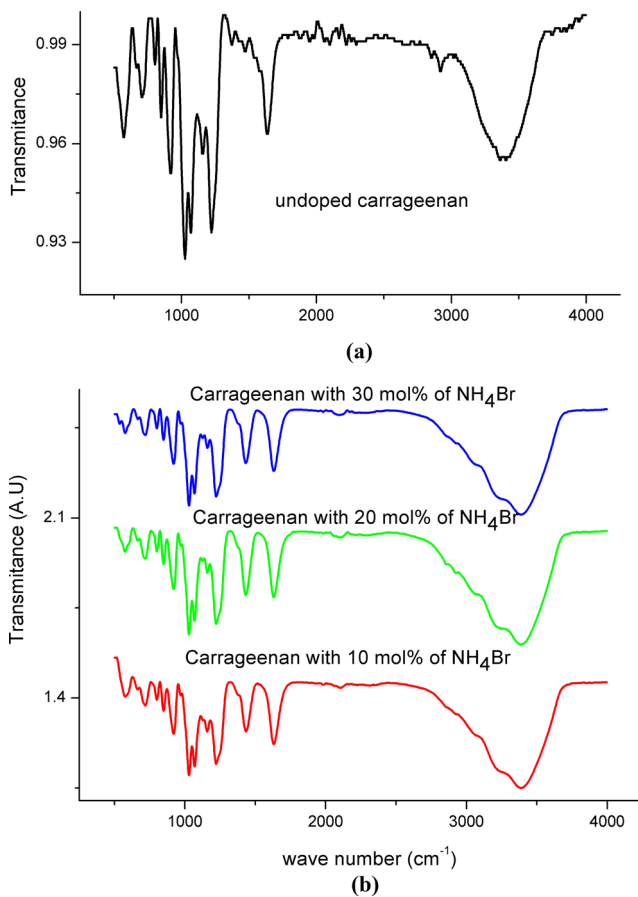 Transmitance
0.99
0.96
0.93
undoped carrageenan
1000 2000 3000 4000
(a)
Transmitance (A.U)
Carrageenan with 30 mol% of NH₄Br
2.1
Carrageenan with 20 mol% of NH₄Br
Carrageenan with 10 mol% of NH₄Br
1.4
1000 2000 3000 4000
wave number (cm⁻¹)
(b)